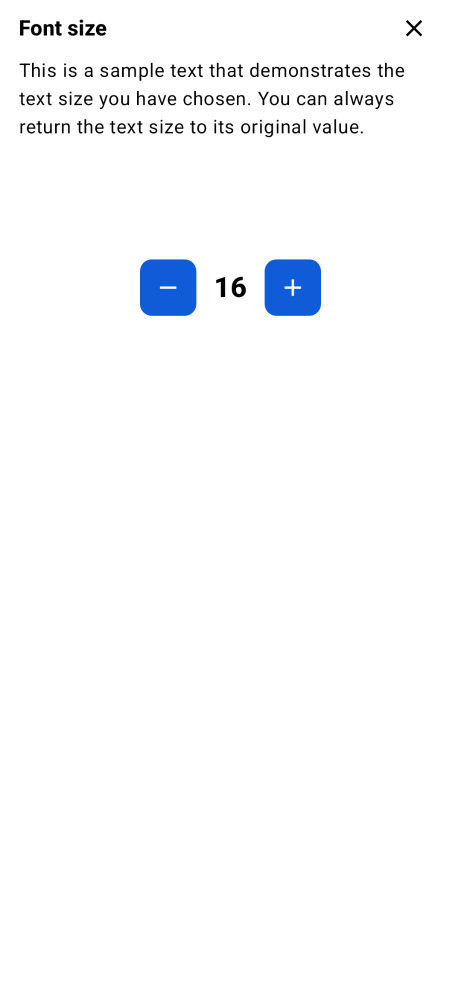 Font size
This is a sample text that demonstrates the
text size you have chosen. You can always
return the text size to its original value.
− 16 +